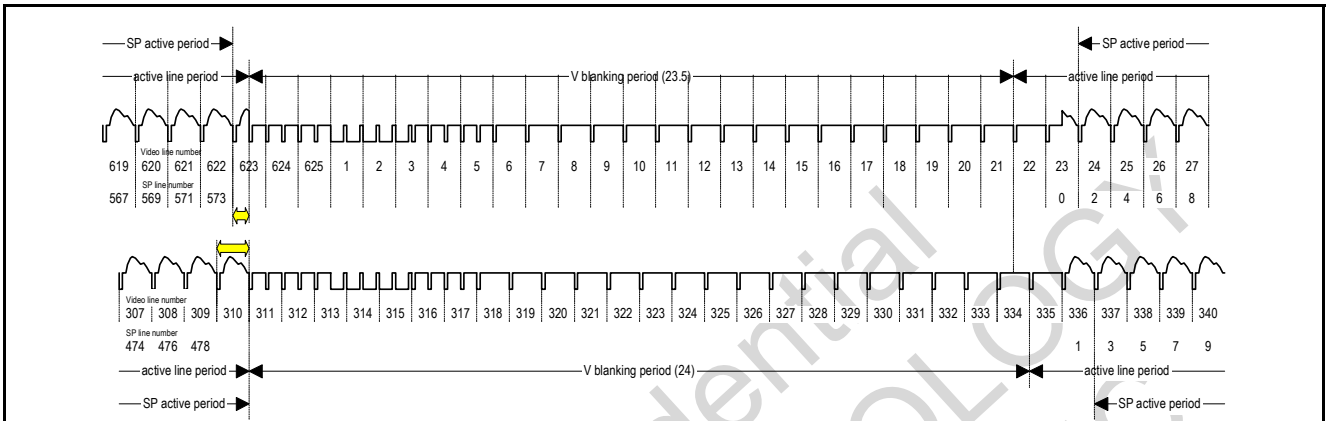 SP active period
SP active period
active line period
V blanking period (23.5)
active line period
Video line number
619 620 621 622 623 624 625 1 2 3 4 5 6 7 8 9 10 11 12 13 14 15 16 17 18 19 20 21 22 23 24 25 26 27
SP line number
567 569 571 573 0 2 4 6 8
Video line number
307 308 309 310 311 312 313 314 315 316 317 318 319 320 321 322 323 324 325 326 327 328 329 330 331 332 333 334 335 336 337 338 339 340
SP line number
474 476 478 1 3 5 7 9
active line period
V blanking period (24)
active line period
SP active period
SP active period